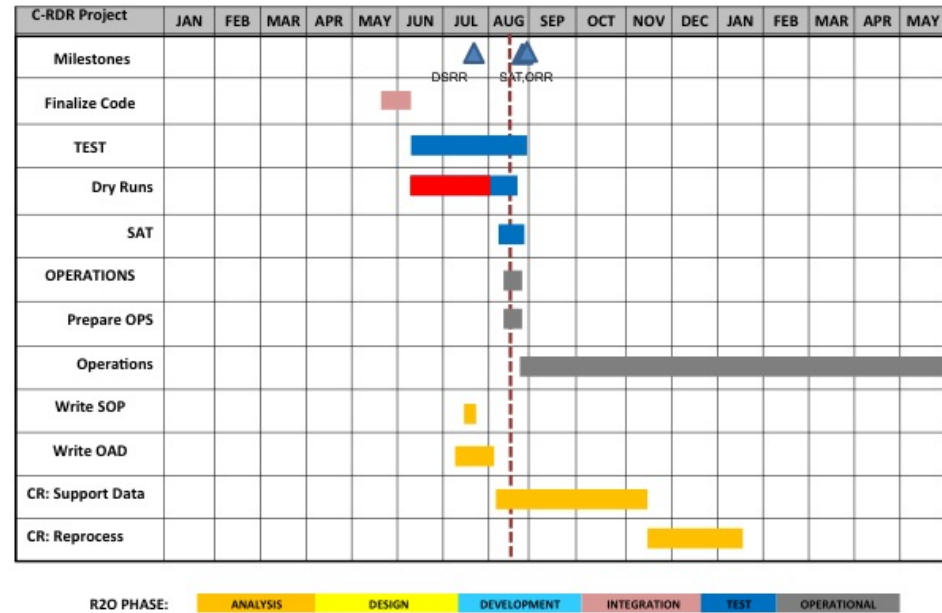 C-RDR Project JAN FEB MAR APR MAY JUN JUL AUG SEP OCT NOV DEC JAN FEB MAR APR MAY
Milestones
DSRR SAT,ORR
Finalize Code
TEST
Dry Runs
SAT
OPERATIONS
Prepare OPS
Operations
Write SOP
Write OAD
CR: Support Data
CR: Reprocess
R2O PHASE: ANALYSIS DESIGN DEVELOPMENT INTEGRATION TEST OPERATIONAL